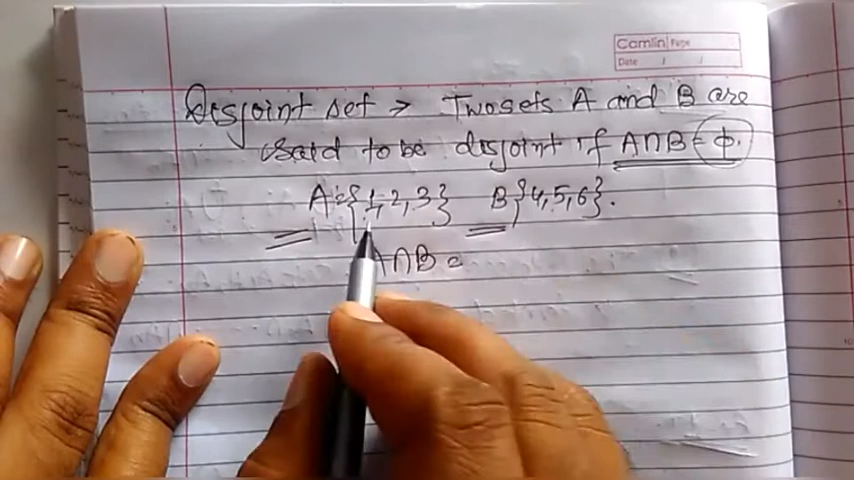 Camlin Page
Date / /
Disjoint set > Two sets A and B are
said to be disjoint if A∩B = ϕ.
A = {1, 2, 3} B {4, 5, 6}.
A∩B =